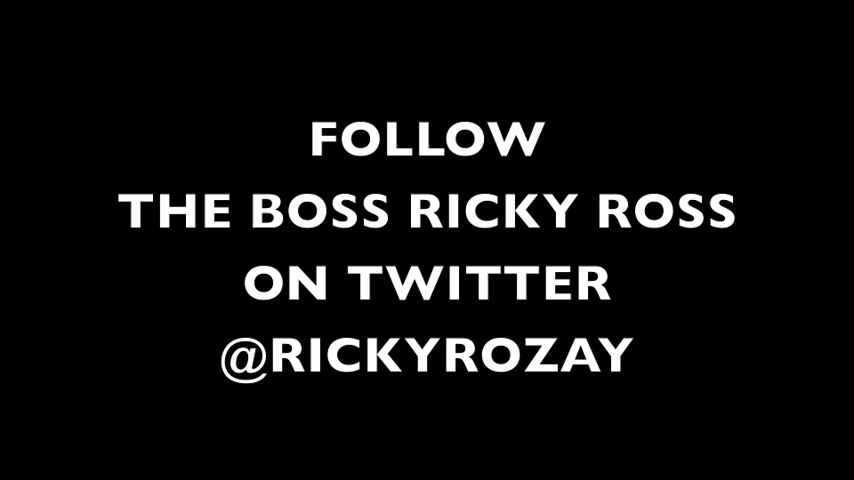 FOLLOW
THE BOSS RICKY ROSS
ON TWITTER
@RICKYROZAY